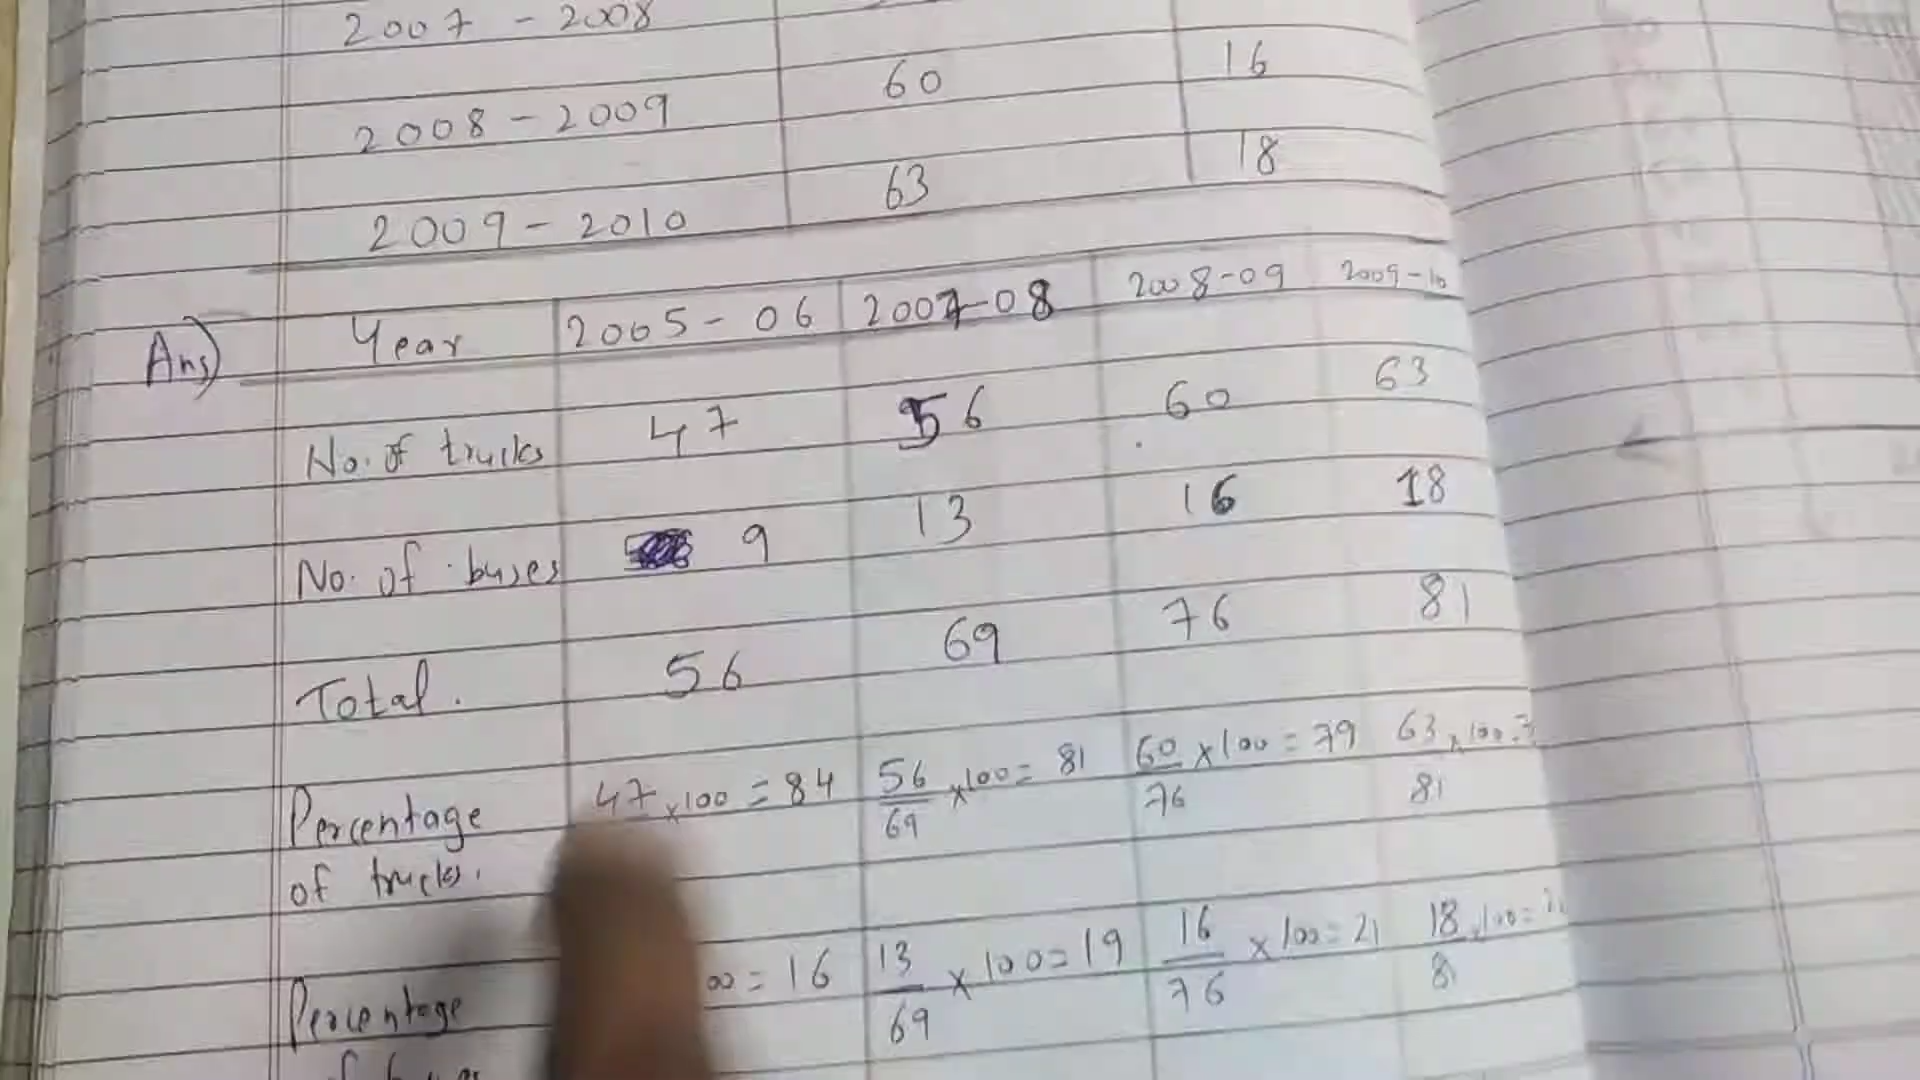 2007 - 2008
2008 - 2009 60 16
2009 - 2010 63 18
Ans) Year 2005 - 06 2007-08 2008-09 2009-10
No. of trucks 47 56 60 63
No. of buses 9 13 16 18
Total. 56 69 76 81
Percentage of trucks. 47 x 100 = 84 56/69 x 100 = 81 60/76 x 100 = 79 63/81 x 100 =
Percentage 00 = 16 13/69 x 100 = 19 16/76 x 100 = 21 18/81 x 100 =